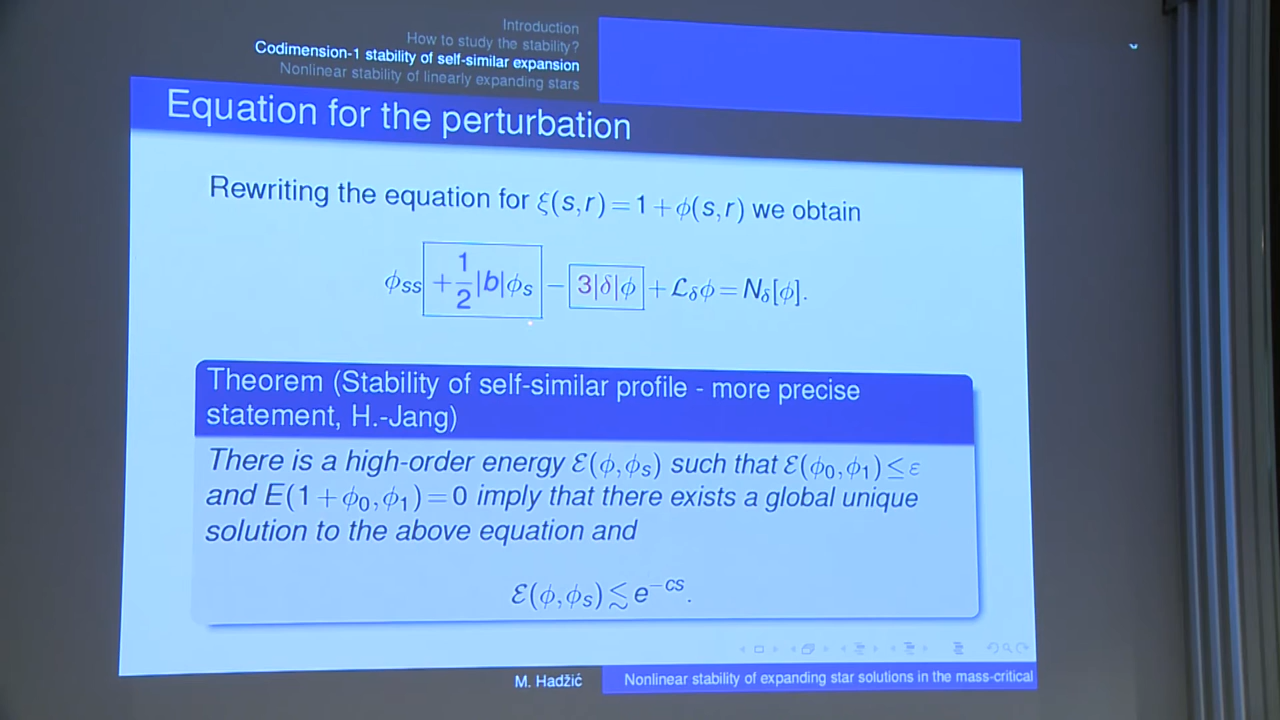 Introduction
How to study the stability?
Codimension-1 stability of self-similar expansion
Nonlinear stability of linearly expanding stars
Equation for the perturbation
Rewriting the equation for ξ(s,r) = 1 + ϕ(s,r) we obtain
ϕss + 1/2 |b|ϕs − 3|δ|ϕ + ℒδϕ = Nδ[ϕ].
Theorem (Stability of self-similar profile - more precise
statement, H.-Jang)
There is a high-order energy ℰ(ϕ,ϕs) such that ℰ(ϕ0,ϕ1) ≤ ε
and E(1 + ϕ0,ϕ1) = 0 imply that there exists a global unique
solution to the above equation and
ℰ(ϕ,ϕs) ≲ e^−cs.
M. Hadžić
Nonlinear stability of expanding star solutions in the mass-critical